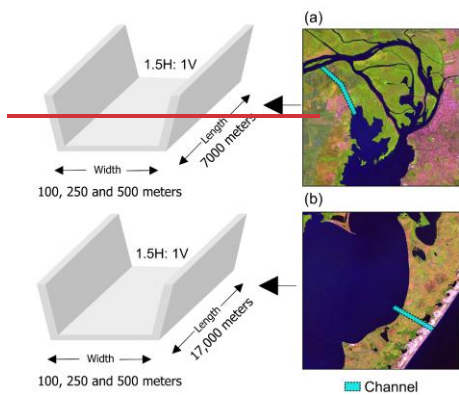 (a)
1.5H: 1V
Length
7000 meters
Width
100, 250 and 500 meters
(b)
1.5H: 1V
Length
17,000 meters
Width
100, 250 and 500 meters
Channel